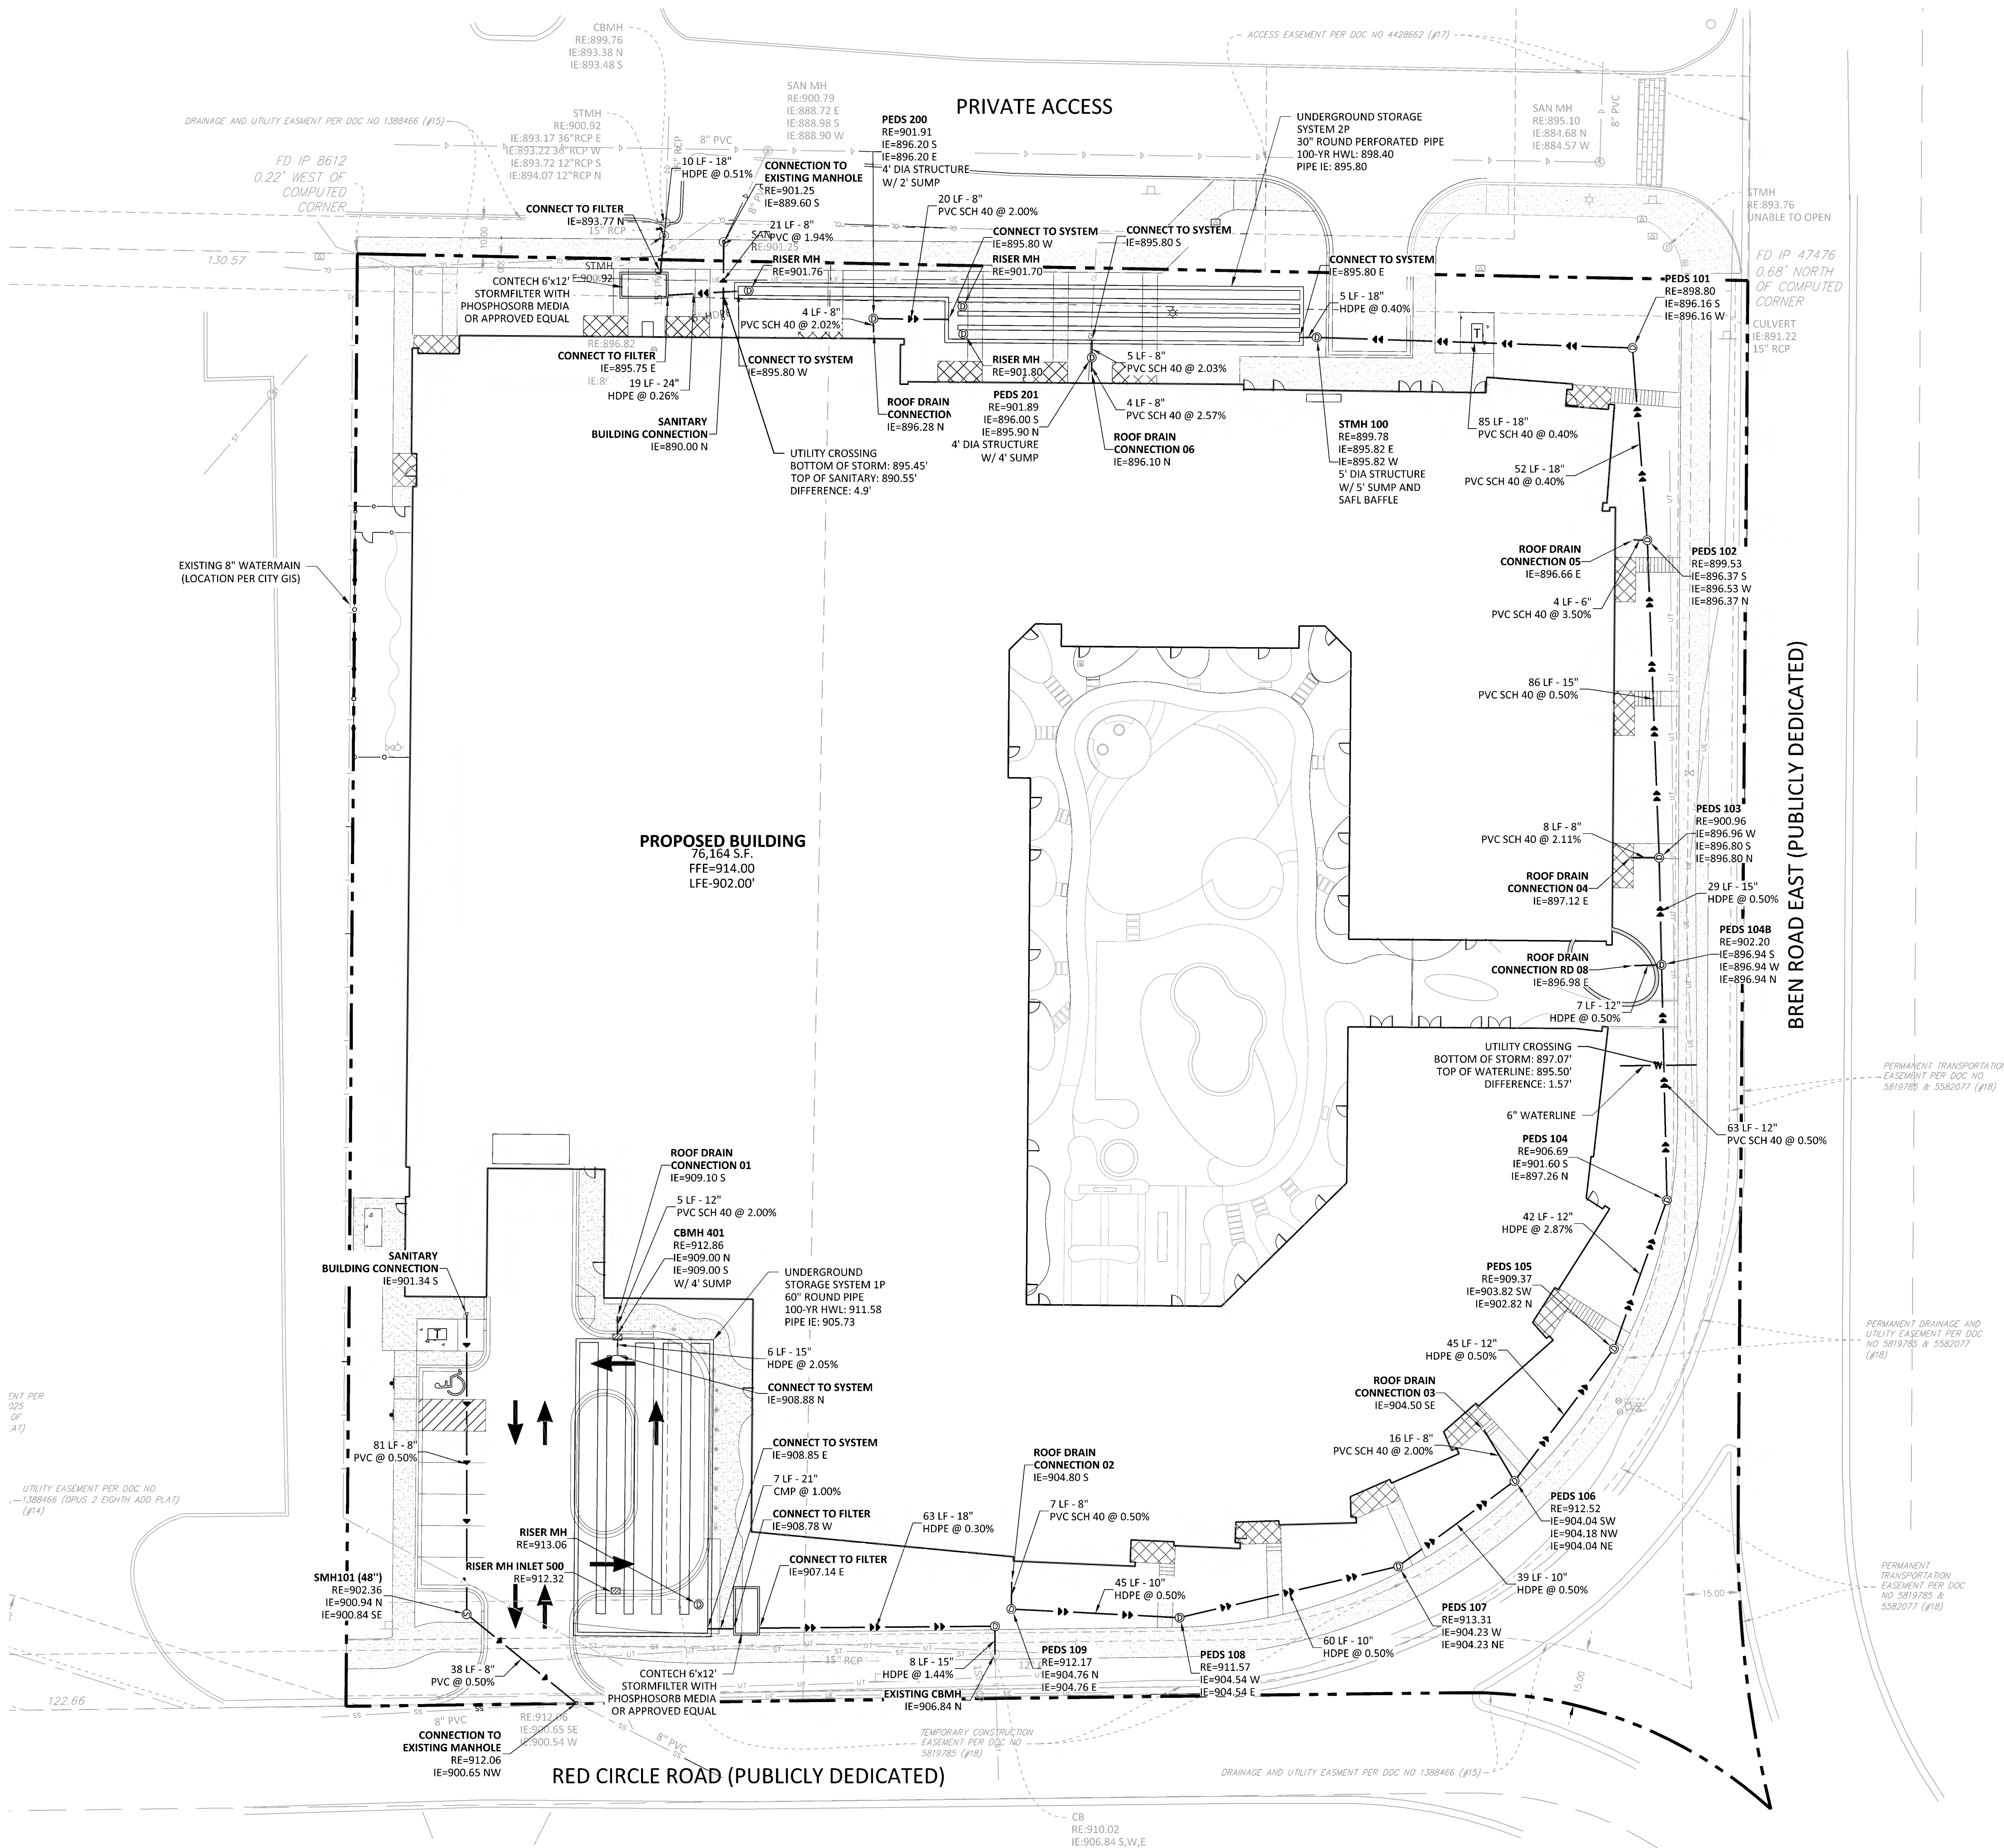 CBMH
RE:899.76
IE:893.38 N
IE:893.48 S
ACCESS EASEMENT PER DOC NO 4428662 (#17)
PRIVATE ACCESS
SAN MH
RE:900.79
IE:888.72 E
IE:888.98 S
IE:888.90 W
DRAINAGE AND UTILITY EASMENT PER DOC NO 1388466 (#15)
STMH
RE:900.92
IE:893.17 36"RCP E
IE:893.22 36"RCP W
IE:893.72 12"RCP S
IE:894.07 12"RCP N
FD IP 8612
0.22' WEST OF
COMPUTED
CORNER
8" PVC
10 LF - 18"
HDPE @ 0.51%
CONNECTION TO
EXISTING MANHOLE
RE=901.25
IE=889.60 S
PEDS 200
RE=901.91
IE=896.20 S
IE=896.20 E
4' DIA STRUCTURE
W/ 2' SUMP
UNDERGROUND STORAGE
SYSTEM 2P
30" ROUND PERFORATED PIPE
100-YR HWL: 898.40
PIPE IE: 895.80
SAN MH
RE:895.10
IE:884.68 N
IE:884.57 W
8" PVC
STMH
RE:893.76
UNABLE TO OPEN
CONNECT TO FILTER
IE=893.77 N
15" RCP
21 LF - 8"
PVC @ 1.94%
SAN
RE:901.25
20 LF - 8"
PVC SCH 40 @ 2.00%
CONNECT TO SYSTEM
IE=895.80 W
CONNECT TO SYSTEM
IE=895.80 S
130.57
10.00
RISER MH
RE=901.76
RISER MH
RE=901.70
CONNECT TO SYSTEM
IE=895.80 E
FD IP 47476
0.68' NORTH
OF COMPUTED
CORNER
STMH
CONTECH 6'x12'
STORMFILTER WITH
PHOSPHOSORB MEDIA
OR APPROVED EQUAL
PEDS 101
RE=898.80
IE=896.16 S
IE=896.16 W
5 LF - 18"
HDPE @ 0.40%
CULVERT
IE:891.22
15" RCP
4 LF - 8"
PVC SCH 40 @ 2.02%
RE:896.82
CONNECT TO FILTER
IE=895.75 E
19 LF - 24"
HDPE @ 0.26%
CONNECT TO SYSTEM
IE=895.80 W
RISER MH
RE=901.80
5 LF - 8"
PVC SCH 40 @ 2.03%
SANITARY
BUILDING CONNECTION
IE=890.00 N
ROOF DRAIN
CONNECTION
IE=896.28 N
PEDS 201
RE=901.89
IE=896.00 S
IE=895.90 N
4' DIA STRUCTURE
W/ 4' SUMP
4 LF - 8"
PVC SCH 40 @ 2.57%
ROOF DRAIN
CONNECTION 06
IE=896.10 N
STMH 100
RE=899.78
IE=895.82 E
IE=895.82 W
5' DIA STRUCTURE
W/ 5' SUMP AND
SAFL BAFFLE
85 LF - 18"
PVC SCH 40 @ 0.40%
52 LF - 18"
PVC SCH 40 @ 0.40%
UTILITY CROSSING
BOTTOM OF STORM: 895.45'
TOP OF SANITARY: 890.55'
DIFFERENCE: 4.9'
EXISTING 8" WATERMAIN
(LOCATION PER CITY GIS)
ROOF DRAIN
CONNECTION 05
IE=896.66 E
PEDS 102
RE=899.53
IE=896.37 S
IE=896.53 W
IE=896.37 N
4 LF - 6"
PVC SCH 40 @ 3.50%
86 LF - 15"
PVC SCH 40 @ 0.50%
BREN ROAD EAST (PUBLICLY DEDICATED)
PROPOSED BUILDING
76,164 S.F.
FFE=914.00
LFE-902.00'
PEDS 103
RE=900.96
IE=896.96 W
IE=896.80 S
IE=896.80 N
8 LF - 8"
PVC SCH 40 @ 2.11%
ROOF DRAIN
CONNECTION 04
IE=897.12 E
29 LF - 15"
HDPE @ 0.50%
PEDS 104B
RE=902.20
IE=896.94 S
IE=896.94 W
IE=896.94 N
ROOF DRAIN
CONNECTION RD 08
IE=896.98 E
7 LF - 12"
HDPE @ 0.50%
UTILITY CROSSING
BOTTOM OF STORM: 897.07'
TOP OF WATERLINE: 895.50'
DIFFERENCE: 1.57'
PERMANENT TRANSPORTATIO
EASEMENT PER DOC NO
5819785 & 5582077 (#18)
6" WATERLINE
63 LF - 12"
PVC SCH 40 @ 0.50%
PEDS 104
RE=906.69
IE=901.60 S
IE=897.26 N
ROOF DRAIN
CONNECTION 01
IE=909.10 S
5 LF - 12"
PVC SCH 40 @ 2.00%
CBMH 401
RE=912.86
IE=909.00 N
IE=909.00 S
W/ 4' SUMP
42 LF - 12"
HDPE @ 2.87%
SANITARY
BUILDING CONNECTION
IE=901.34 S
UNDERGROUND
STORAGE SYSTEM 1P
60" ROUND PIPE
100-YR HWL: 911.58
PIPE IE: 905.73
PEDS 105
RE=909.37
IE=903.82 SW
IE=902.82 N
PERMANENT DRAINAGE AND
UTILITY EASEMENT PER DOC
NO 5819785 & 5582077
(#18)
6 LF - 15"
HDPE @ 2.05%
45 LF - 12"
HDPE @ 0.50%
CONNECT TO SYSTEM
IE=908.88 N
ROOF DRAIN
CONNECTION 03
IE=904.50 SE
81 LF - 8"
PVC @ 0.50%
CONNECT TO SYSTEM
IE=908.85 E
16 LF - 8"
PVC SCH 40 @ 2.00%
ROOF DRAIN
CONNECTION 02
IE=904.80 S
7 LF - 21"
CMP @ 1.00%
UTILITY EASEMENT PER DOC NO.
1388466 (OPUS 2 EIGHTH ADD PLAT)
(#14)
CONNECT TO FILTER
IE=908.78 W
63 LF - 18"
HDPE @ 0.30%
7 LF - 8"
PVC SCH 40 @ 0.50%
PEDS 106
RE=912.52
IE=904.04 SW
IE=904.18 NW
IE=904.04 NE
RISER MH
RE=913.06
RISER MH INLET 500
RE=912.32
CONNECT TO FILTER
IE=907.14 E
SMH101 (48")
RE=902.36
IE=900.94 N
IE=900.84 SE
45 LF - 10"
HDPE @ 0.50%
39 LF - 10"
HDPE @ 0.50%
PERMANENT
TRANSPORTATION
EASEMENT PER DOC
NO 5819785 &
5582077 (#18)
15.00
PEDS 107
RE=913.31
IE=904.23 W
IE=904.23 NE
60 LF - 10"
HDPE @ 0.50%
PEDS 109
RE=912.17
IE=904.76 N
IE=904.76 E
PEDS 108
RE=911.57
IE=904.54 W
IE=904.54 E
15" RCP
8 LF - 15"
HDPE @ 1.44%
EXISTING CBMH
IE=906.84 N
38 LF - 8"
PVC @ 0.50%
CONTECH 6'x12'
STORMFILTER WITH
PHOSPHOSORB MEDIA
OR APPROVED EQUAL
15.00
122.66
8" PVC
RE:912.06
IE:900.65 SE
IE:900.54 W
CONNECTION TO
EXISTING MANHOLE
RE=912.06
IE=900.65 NW
8" PVC
TEMPORARY CONSTRUCTION
EASEMENT PER DOC NO
5819785 (#18)
RED CIRCLE ROAD (PUBLICLY DEDICATED)
DRAINAGE AND UTILITY EASMENT PER DOC NO 1388466 (#15)
CB
RE:910.02
IE:906.84 S,W,E